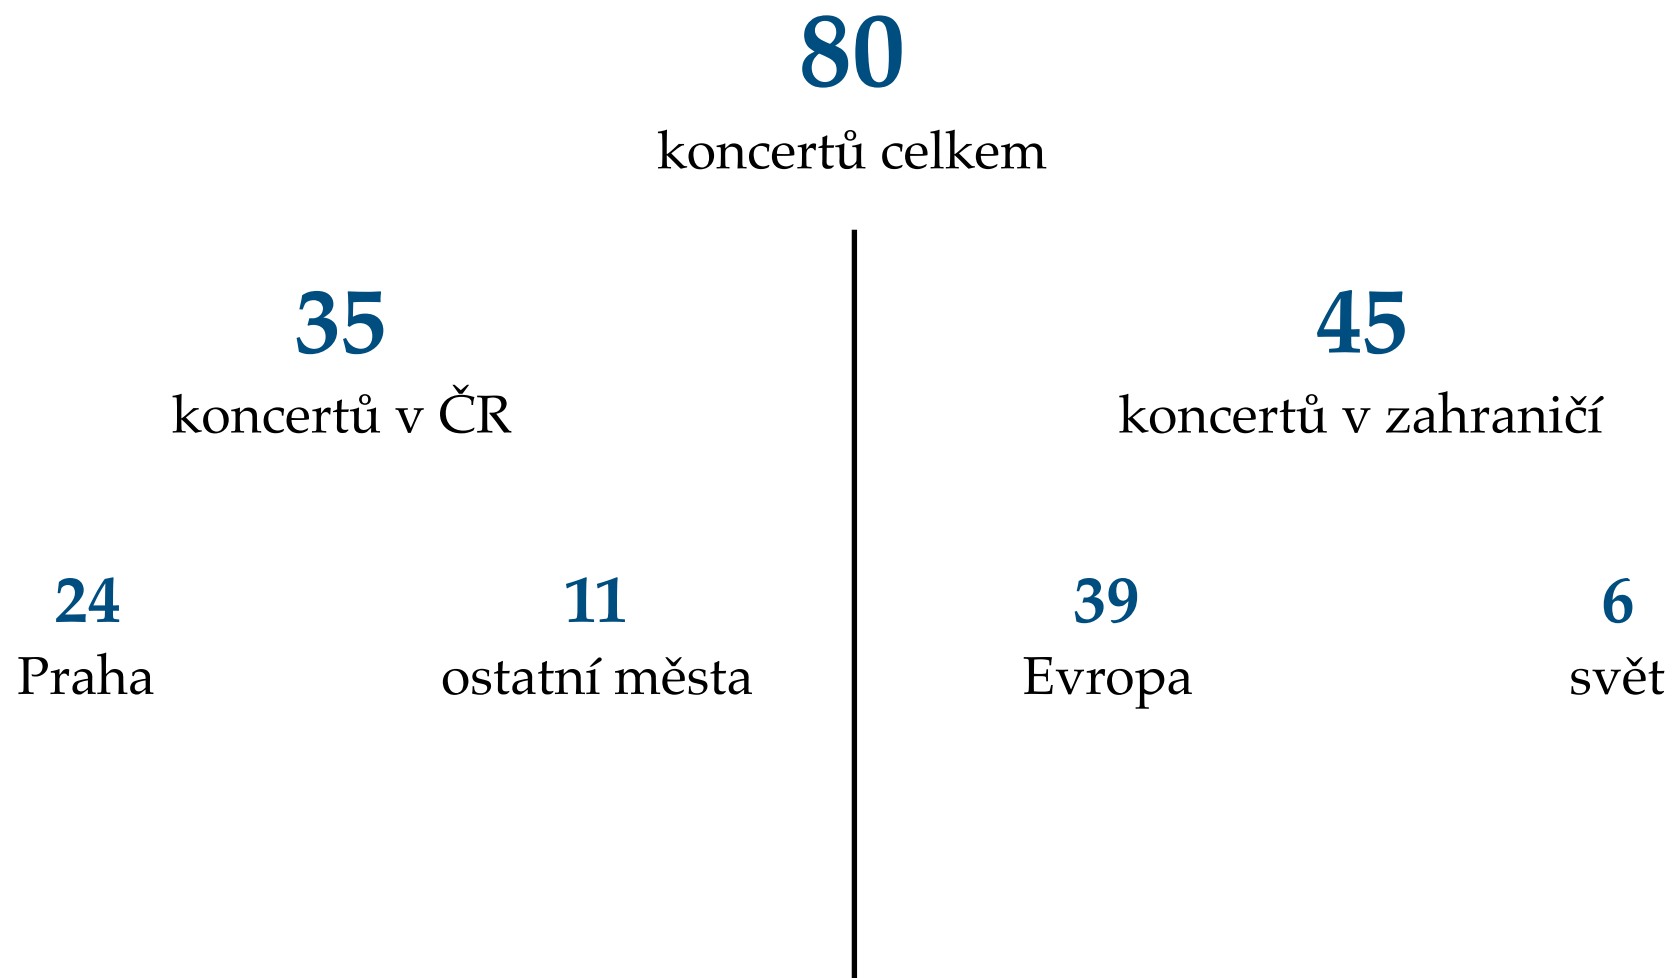 80
koncertů celkem
35
koncertů v ČR
24
Praha
11
ostatní města
45
koncertů v zahraničí
39
Evropa
6
svět